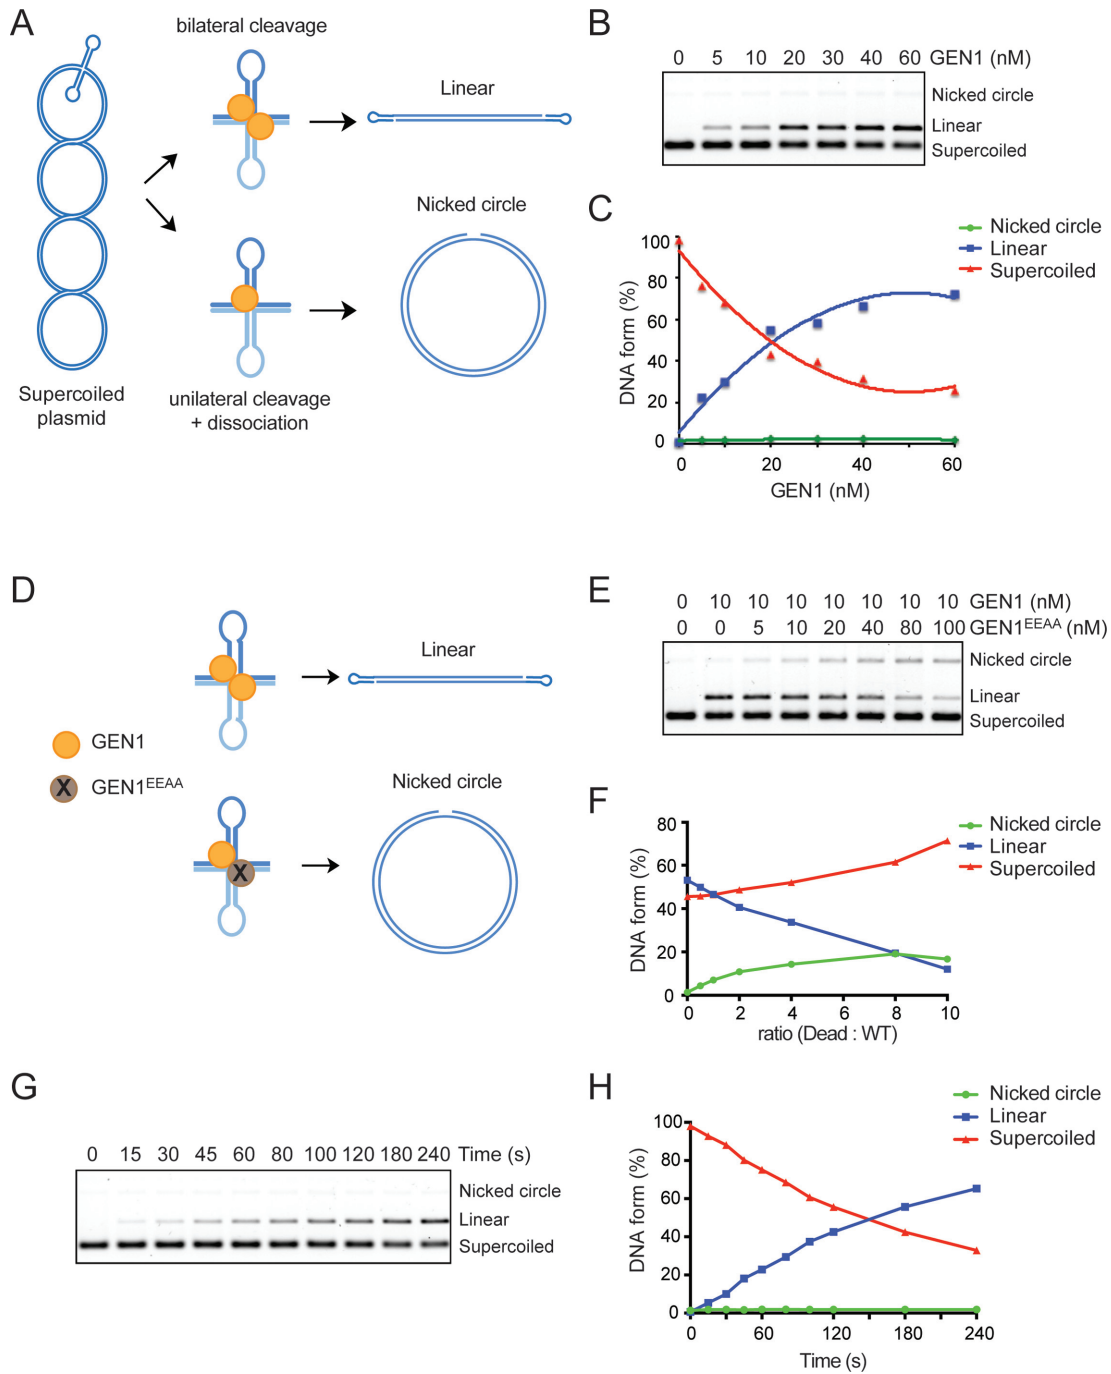 A
bilateral cleavage
Linear
Nicked circle
Supercoiled
plasmid
unilateral cleavage
+ dissociation
B
0 5 10 20 30 40 60 GEN1 (nM)
Nicked circle
Linear
Supercoiled
C
Nicked circle
Linear
Supercoiled
100
80
60
40
20
0
DNA form (%)
0 20 40 60
GEN1 (nM)
D
Linear
GEN1
X GEN1EEAA
Nicked circle
X
E
0 10 10 10 10 10 10 10 GEN1 (nM)
0 0 5 10 20 40 80 100 GEN1EEAA (nM)
Nicked circle
Linear
Supercoiled
F
Nicked circle
Linear
Supercoiled
80
60
40
20
0
DNA form (%)
0 2 4 6 8 10
ratio (Dead : WT)
G
0 15 30 45 60 80 100 120 180 240 Time (s)
Nicked circle
Linear
Supercoiled
H
Nicked circle
Linear
Supercoiled
100
80
60
40
20
0
DNA form (%)
0 60 120 180 240
Time (s)